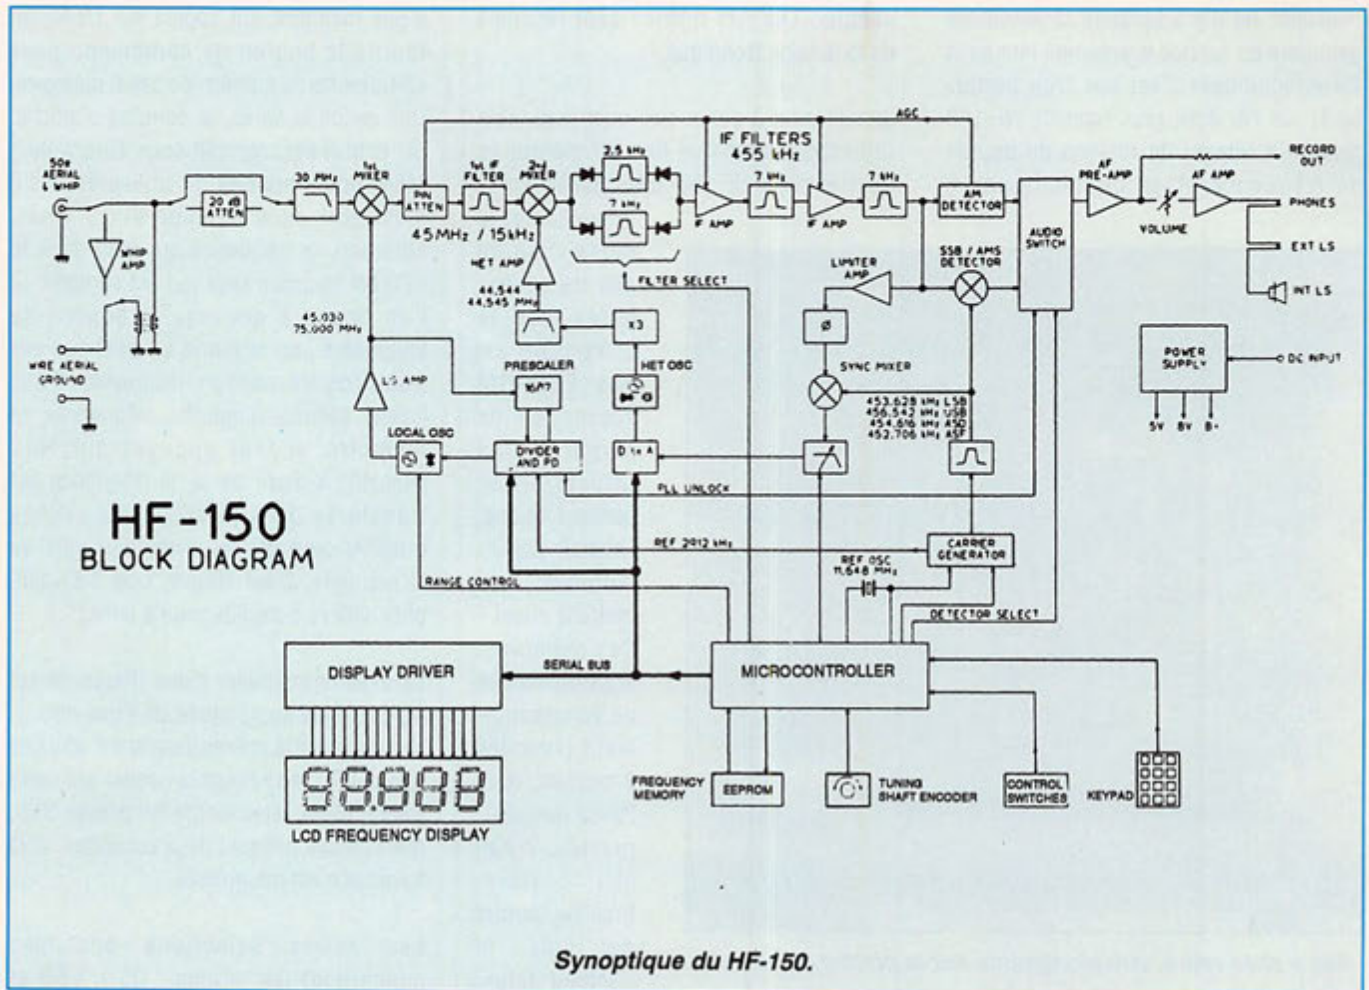 AGC
50Ω
AERIAL
& WHIP
20 dB
ATTEN
30 MHz
1st
MIXER
PIN
ATTEN
1st IF
FILTER
2nd
MIXER
45MHz / 15kHz
IF FILTERS
455 kHz
2,5 kHz
7 kHz
IF AMP
7 kHz
IF AMP
7 kHz
AM
DETECTOR
AUDIO
SWITCH
AF
PRE-AMP
AF AMP
VOLUME
RECORD
OUT
PHONES
EXT LS
INT LS
WHIP
AMP
WIRE AERIAL
GROUND
HET AMP
44,544
44,545 MHz
FILTER SELECT
LIMITER
AMP
SSB / AMS
DETECTOR
45,030
75,000 MHz
PRESCALER
16/17
X3
HET OSC
Ø
SYNC MIXER
453,628 kHz LSB
456,542 kHz USB
454,616 kHz ASD
452,706 kHz ASF
POWER
SUPPLY
DC INPUT
5V 8V B+
LO AMP
LOCAL OSC
DIVIDER
AND PD
D to A
PLL UNLOCK
HF-150
BLOCK DIAGRAM
REF 2912 kHz
CARRIER
GENERATOR
REF OSC
11,648 MHz
RANGE CONTROL
DETECTOR SELECT
DISPLAY DRIVER
SERIAL BUS
MICROCONTROLLER
LCD FREQUENCY DISPLAY
FREQUENCY
MEMORY
EEPROM
TUNING
SHAFT ENCODER
CONTROL
SWITCHES
KEYPAD
Synoptique du HF-150.